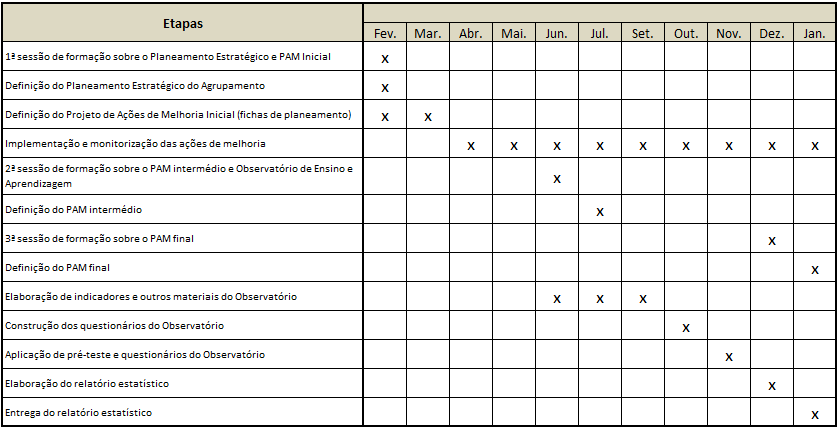 Etapas
Fev. Mar. Abr. Mai. Jun. Jul. Set. Out. Nov. Dez. Jan.
1ª sessão de formação sobre o Planeamento Estratégico e PAM Inicial x
Definição do Planeamento Estratégico do Agrupamento x
Definição do Projeto de Ações de Melhoria Inicial (fichas de planeamento) x x
Implementação e monitorização das ações de melhoria x x x x x x x x x
2ª sessão de formação sobre o PAM intermédio e Observatório de Ensino e
Aprendizagem x
Definição do PAM intermédio x
3ª sessão de formação sobre o PAM final x
Definição do PAM final x
Elaboração de indicadores e outros materiais do Observatório x x x
Construção dos questionários do Observatório x
Aplicação de pré-teste e questionários do Observatório x
Elaboração do relatório estatístico x
Entrega do relatório estatístico x